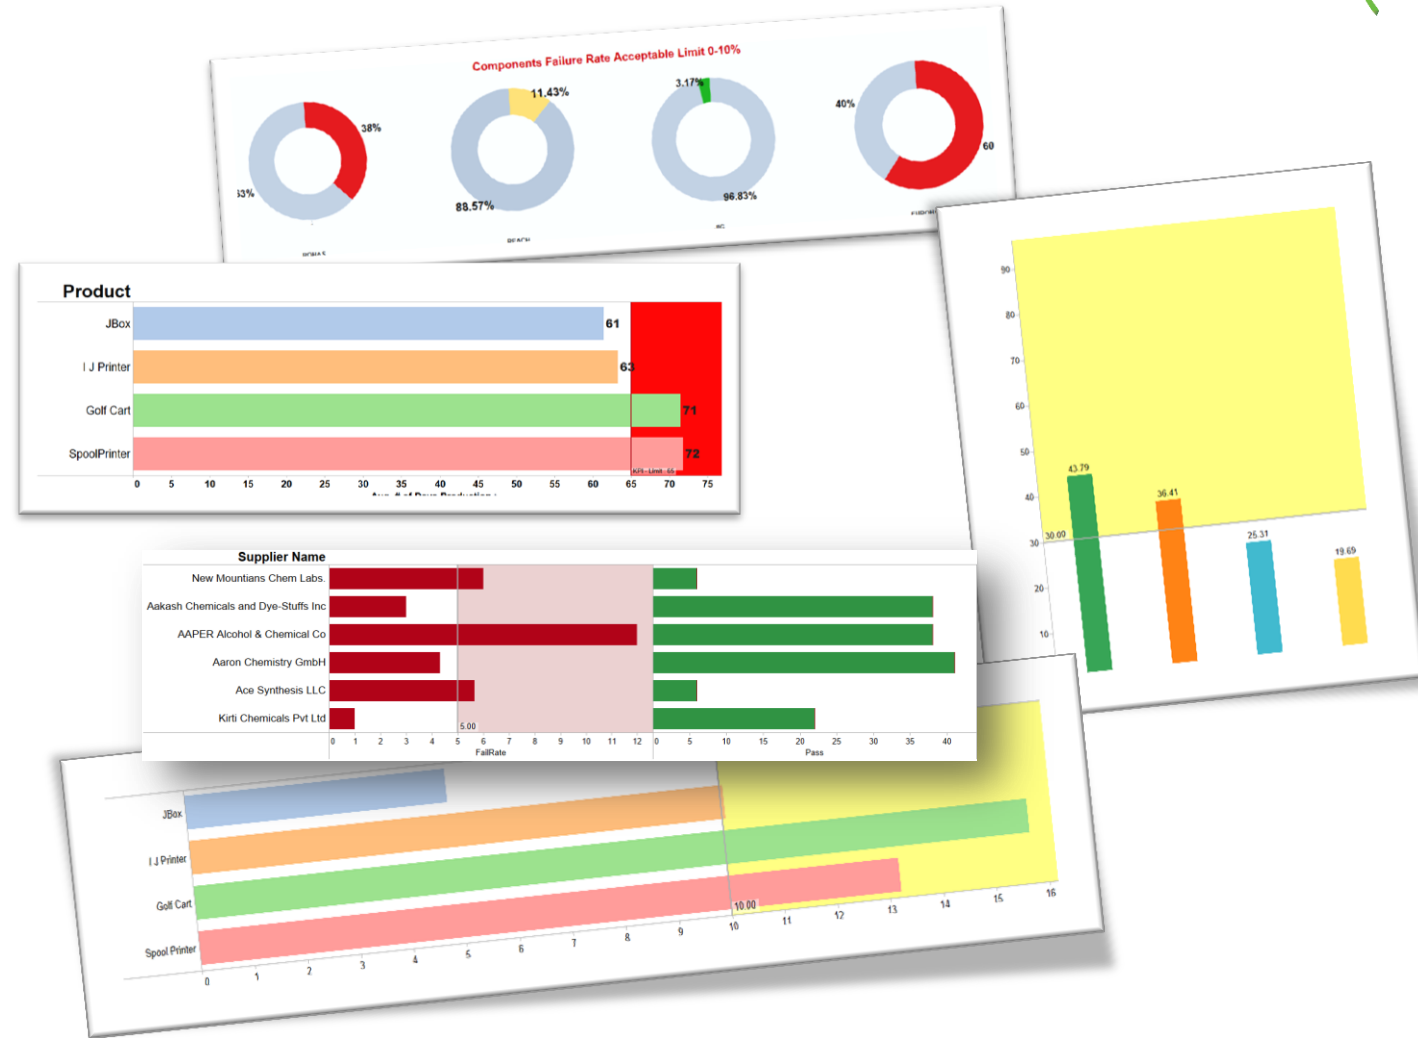 Components Failure Rate Acceptable Limit 0-10%
38%
11.43%
88.57%
3.17%
96.83%
40%
60
Product
JBox
61
I J Printer
63
Golf Cart
71
SpoolPrinter
72
KPI - Limit : 65
0 5 10 15 20 25 30 35 40 45 50 55 60 65 70 75
90
80
70
60
50
40
30
20
10
30.00
43.79
36.41
25.31
19.69
Supplier Name
New Mountians Chem Labs.
Aakash Chemicals and Dye-Stuffs Inc
AAPER Alcohol & Chemical Co
Aaron Chemistry GmbH
Ace Synthesis LLC
Kirti Chemicals Pvt Ltd
5.00
0 1 2 3 4 5 6 7 8 9 10 11 12
FailRate
0 5 10 15 20 25 30 35 40
Pass
JBox
I J Printer
Golf Cart
Spool Printer
10.00
0 1 2 3 4 5 6 7 8 9 10 11 12 13 14 15 16